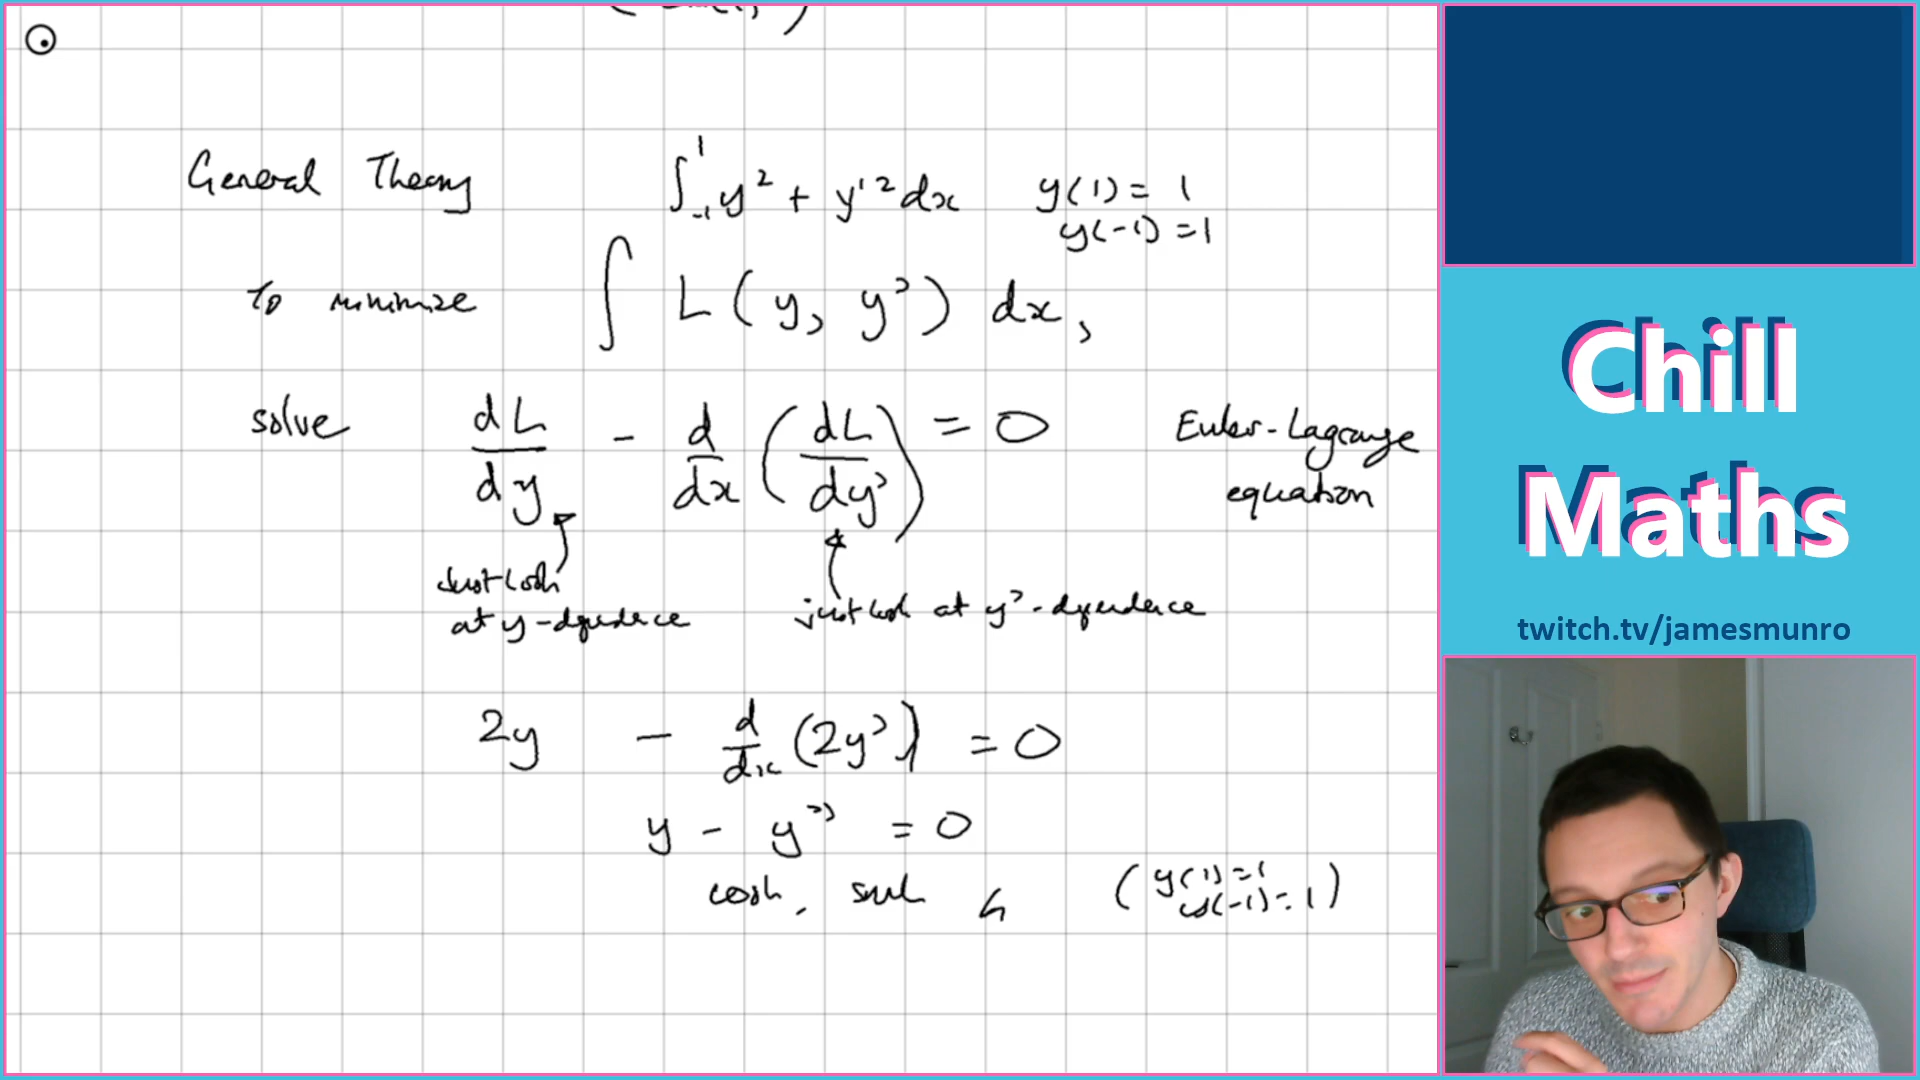 General Theory ∫₋₁¹ y² + y'² dx y(1) = 1
y(-1) = 1
to minimize ∫ L(y, y') dx,
solve dL/dy - d/dx (dL/dy') = 0 Euler-Lagrange
equation
just look
at y-dependence just look at y'-dependence
2y - d/dx (2y') = 0
y - y'' = 0
cosh, sinh (y(1)=1
y(-1)=1)
Chill
Maths
twitch.tv/jamesmunro